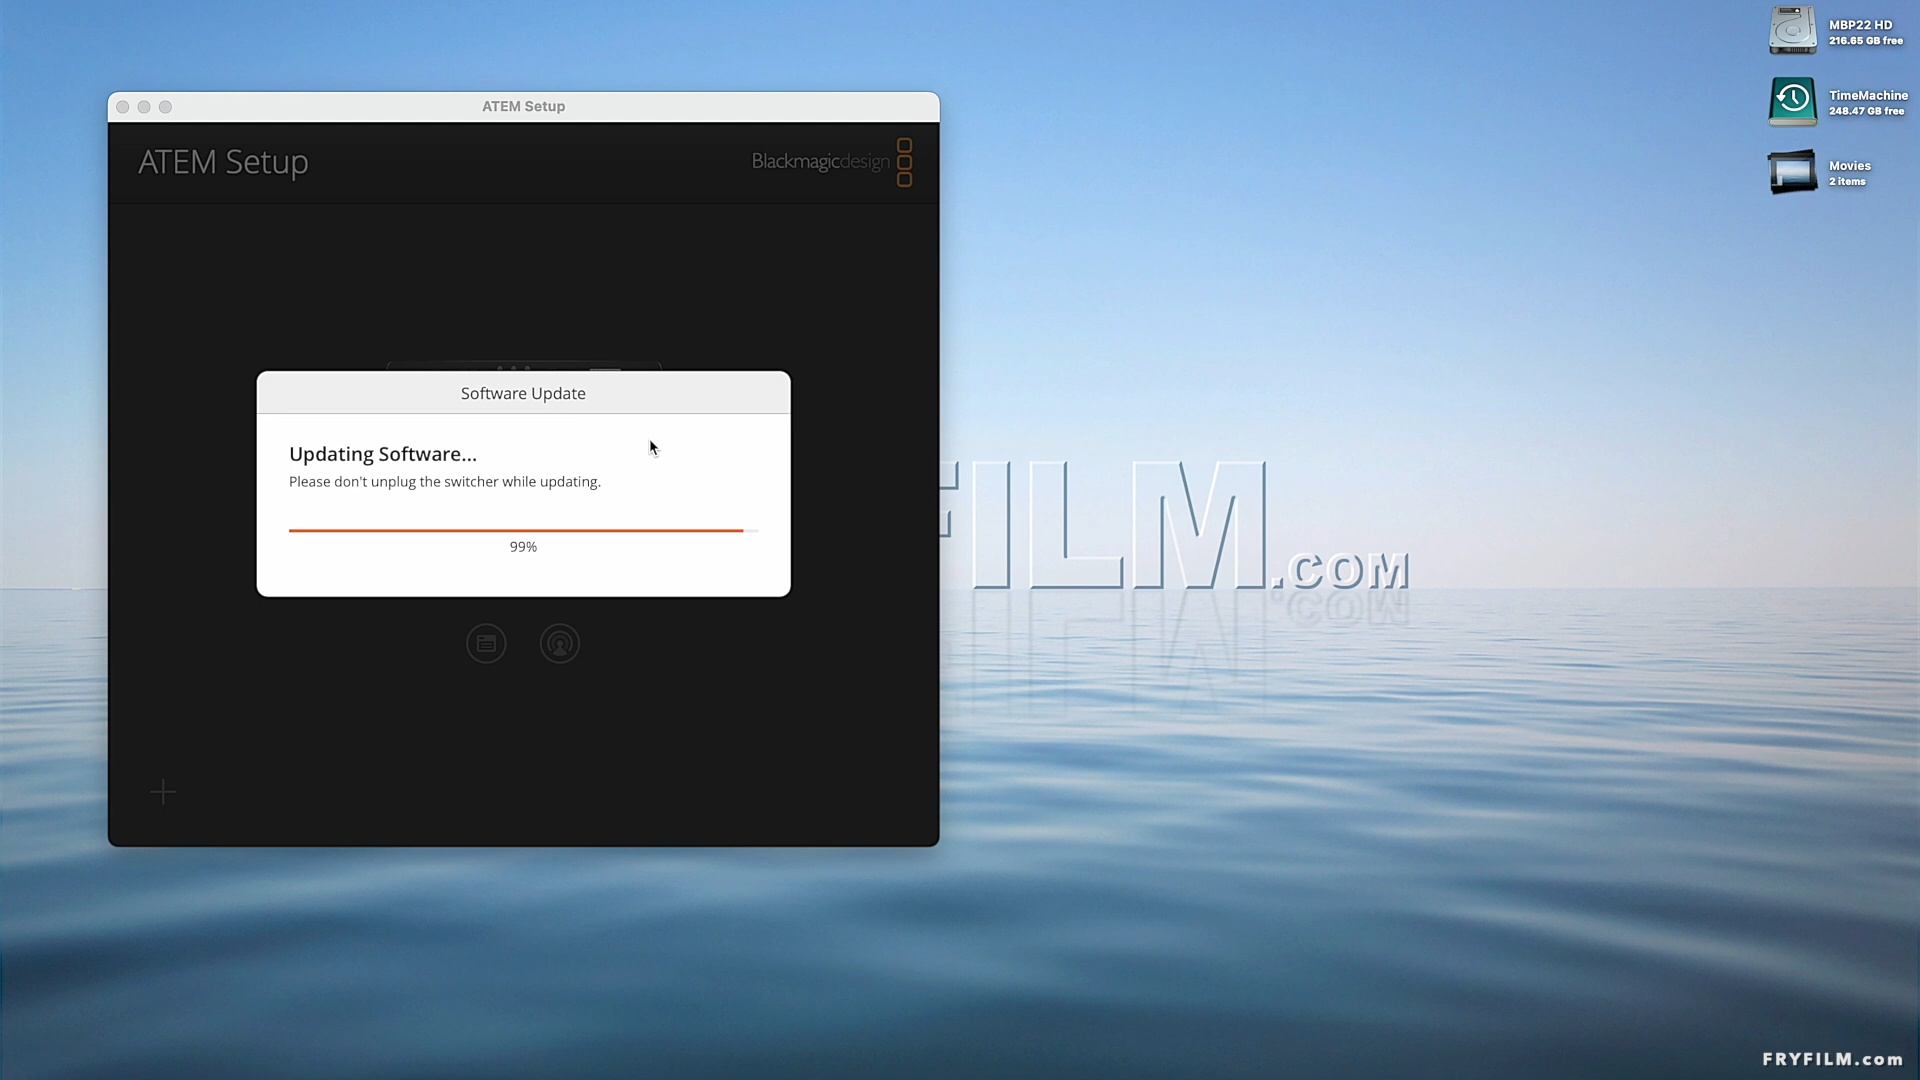 ATEM Setup
ATEM Setup
Blackmagicdesign
Software Update
Updating Software...
Please don't unplug the switcher while updating.
99%
MBP22 HD
216.65 GB free
TimeMachine
248.47 GB free
Movies
2 items
FILM.COM
FRYFILM.com